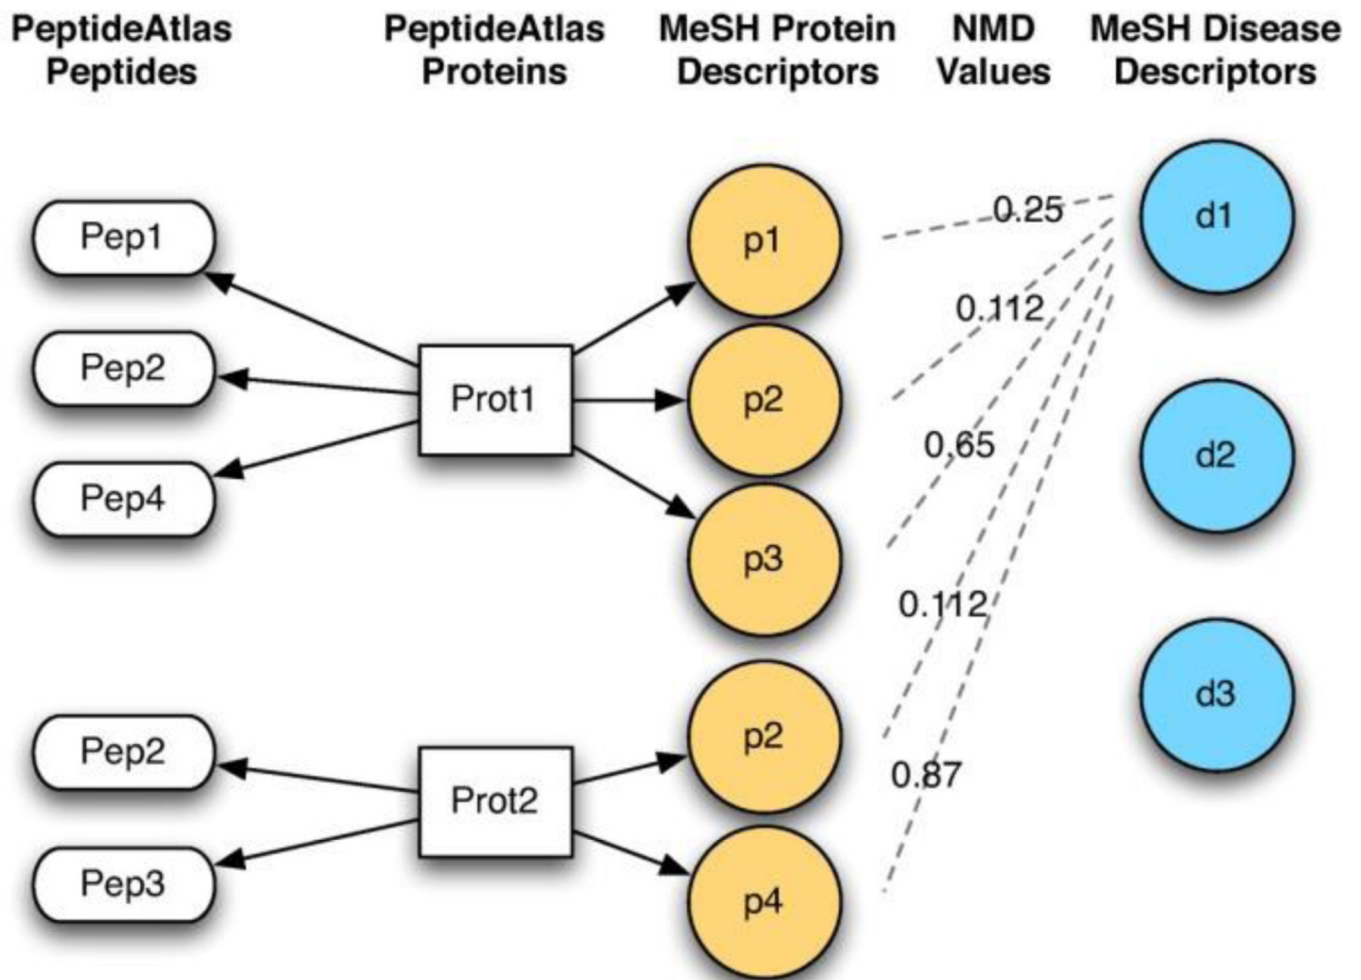 PeptideAtlas
Peptides
PeptideAtlas
Proteins
MeSH Protein
Descriptors
NMD
Values
MeSH Disease
Descriptors
Pep1
Pep2
Pep4
Prot1
p1
p2
p3
0.25
0.112
0.65
0.112
0.87
d1
d2
d3
Pep2
Pep3
Prot2
p2
p4